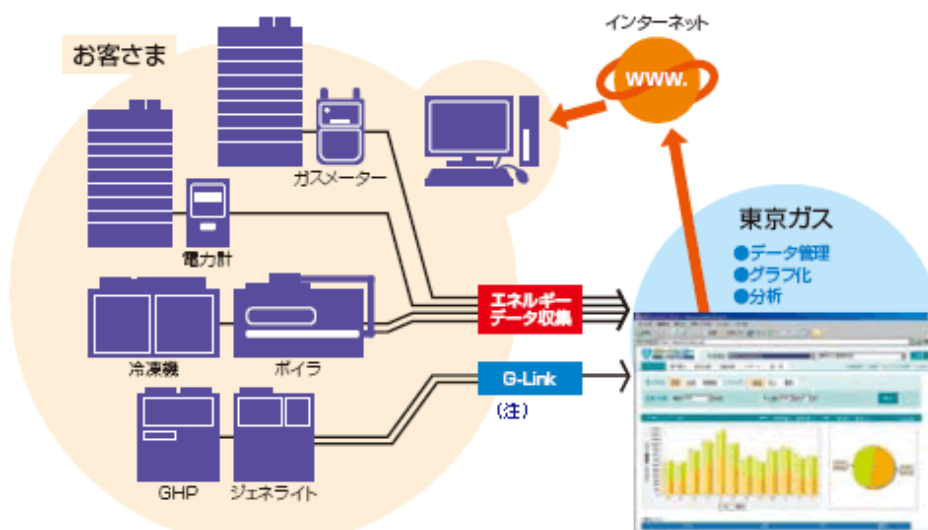 インターネット
www.
お客さま
ガスメーター
電力計
冷凍機
ボイラ
GHP
ジェネライト
エネルギー
データ収集
G-Link
(注)
東京ガス
●データ管理
●グラフ化
●分析